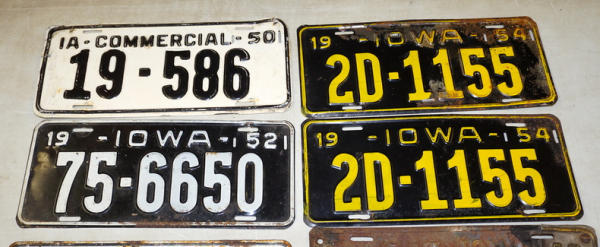 IA-COMMERCIAL-50
19-586
19 -IOWA- 54
2D-1155
19 -IOWA- 52
75-6650
19 -IOWA- 54
2D-1155